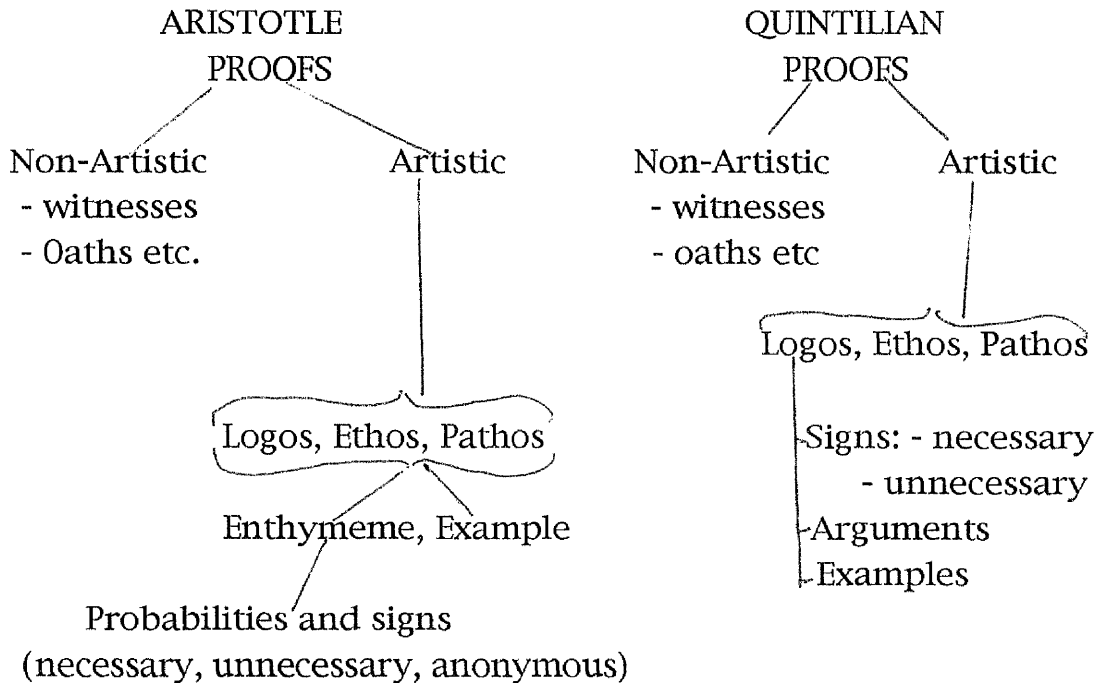 ARISTOTLE
PROOFS
Non-Artistic
- witnesses
- Oaths etc.
Artistic
Logos, Ethos, Pathos
Enthymeme, Example
Probabilities and signs
(necessary, unnecessary, anonymous)
QUINTILIAN
PROOFS
Non-Artistic
- witnesses
- oaths etc
Artistic
Logos, Ethos, Pathos
Signs: - necessary
- unnecessary
Arguments
Examples